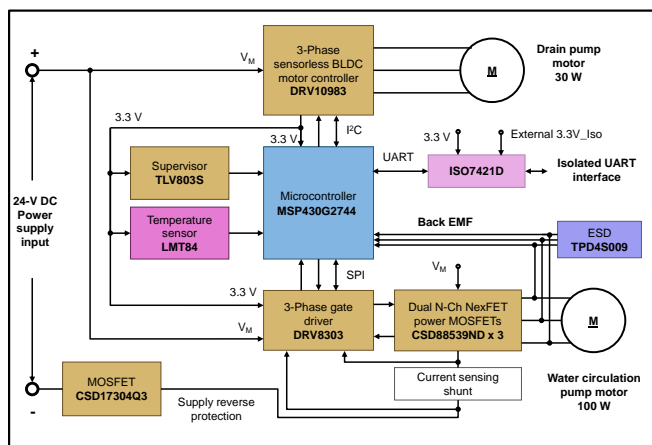 +
VM
3-Phase
sensorless BLDC
motor controller
DRV10983
M
Drain pump
motor
30 W
3.3 V
3.3 V
I²C
3.3 V
External 3.3V_Iso
Supervisor
TLV803S
UART
ISO7421D
Isolated UART
interface
Microcontroller
MSP430G2744
24-V DC
Power
supply
input
Temperature
sensor
LMT84
Back EMF
ESD
TPD4S009
SPI
VM
3.3 V
VM
3-Phase gate
driver
DRV8303
Dual N-Ch NexFET
power MOSFETs
CSD88539ND x 3
M
-
MOSFET
CSD17304Q3
Supply reverse
protection
Current sensing
shunt
Water circulation
pump motor
100 W